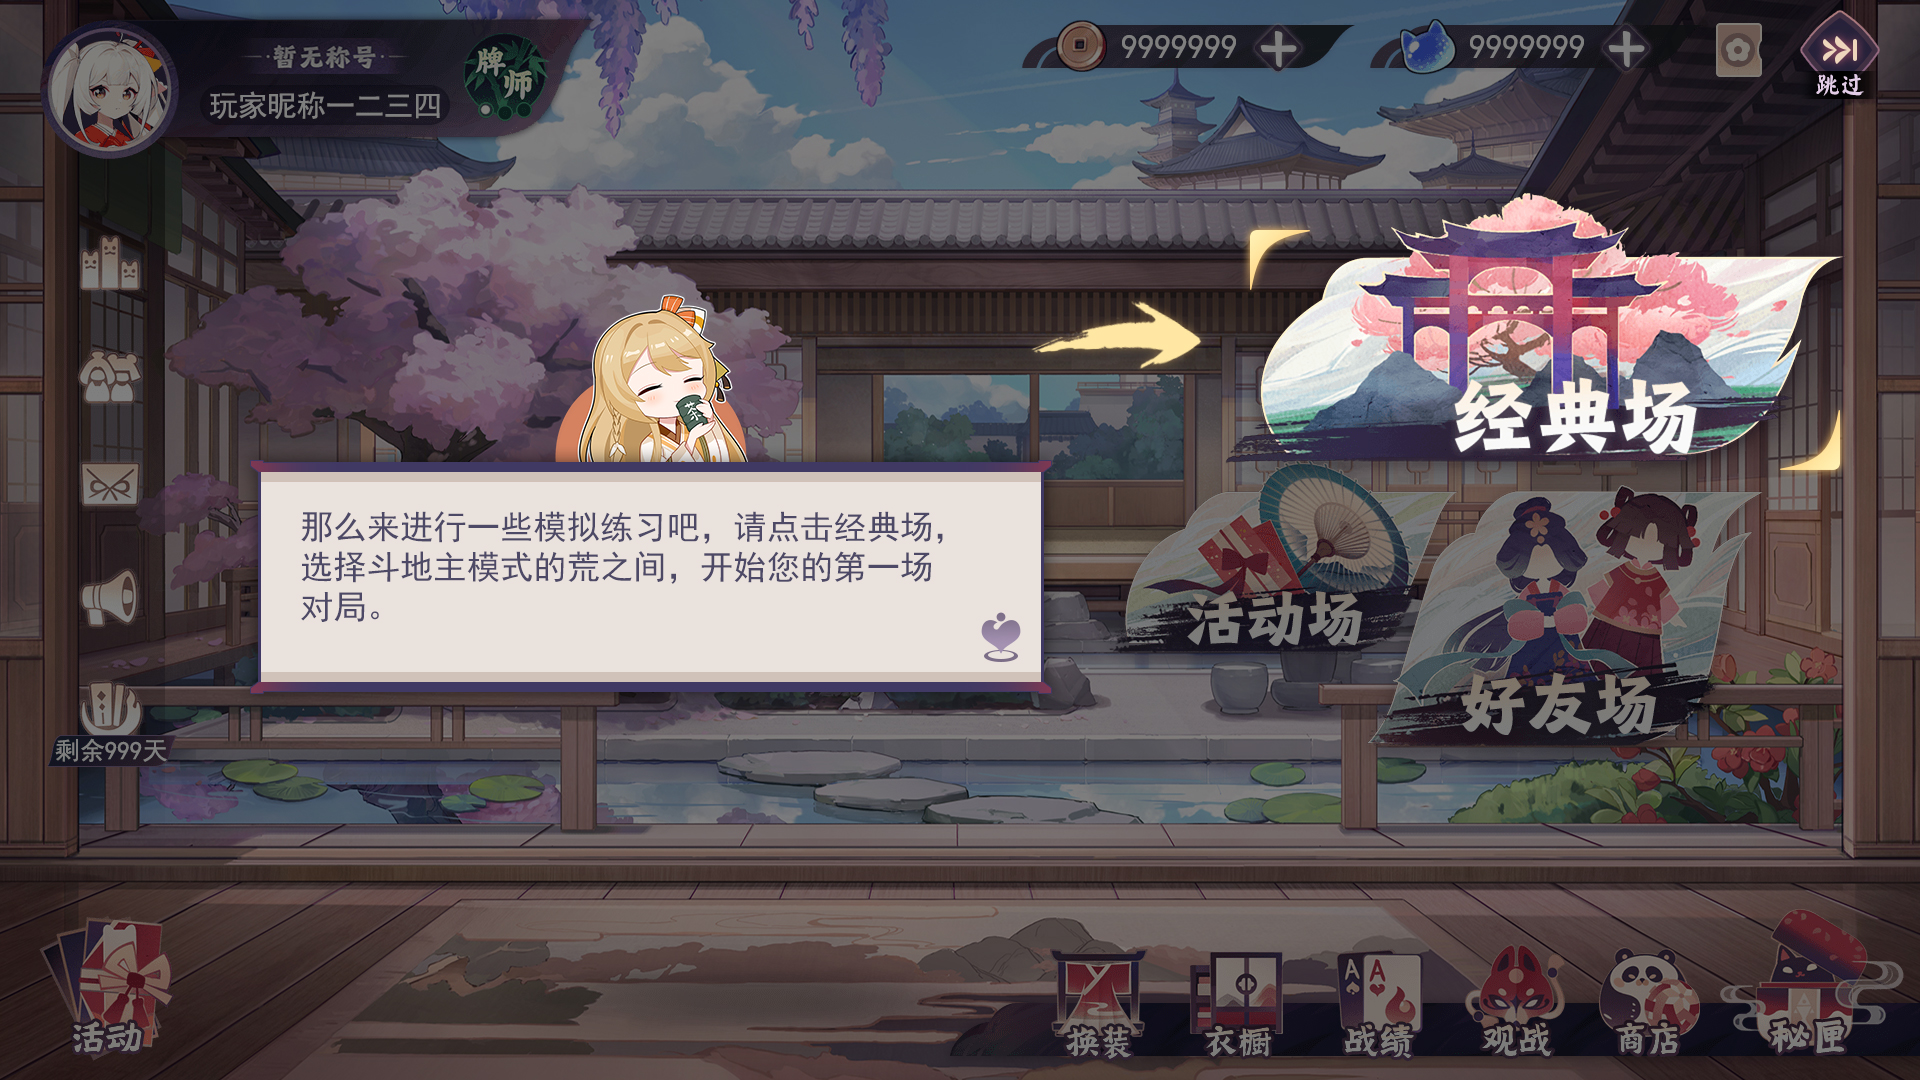 暂无称号
玩家昵称一二三四
牌师
9999999
9999999
跳过
经典场
茶
那么来进行一些模拟练习吧，请点击经典场，
选择斗地主模式的荒之间，开始您的第一场
对局。
活动场
好友场
剩余999天
活动
换装
衣橱
A
A
战绩
观战
商店
秘匣